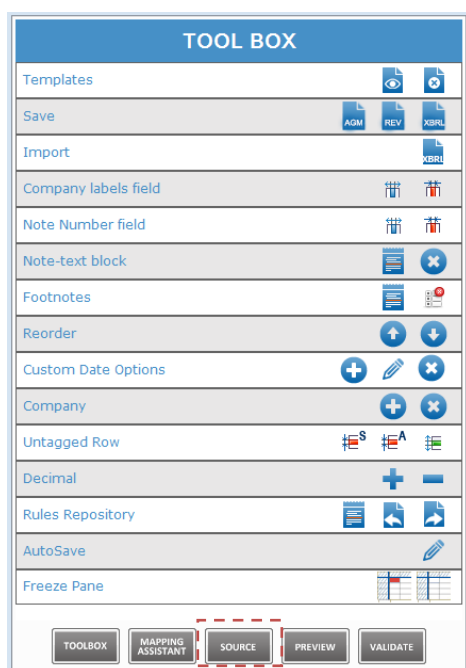 TOOL BOX
Templates
Save AGM REV XBRL
Import XBRL
Company labels field
Note Number field
Note-text block
Footnotes
Reorder
Custom Date Options
Company
Untagged Row S A
Decimal
Rules Repository
AutoSave
Freeze Pane
TOOLBOX MAPPING ASSISTANT SOURCE PREVIEW VALIDATE